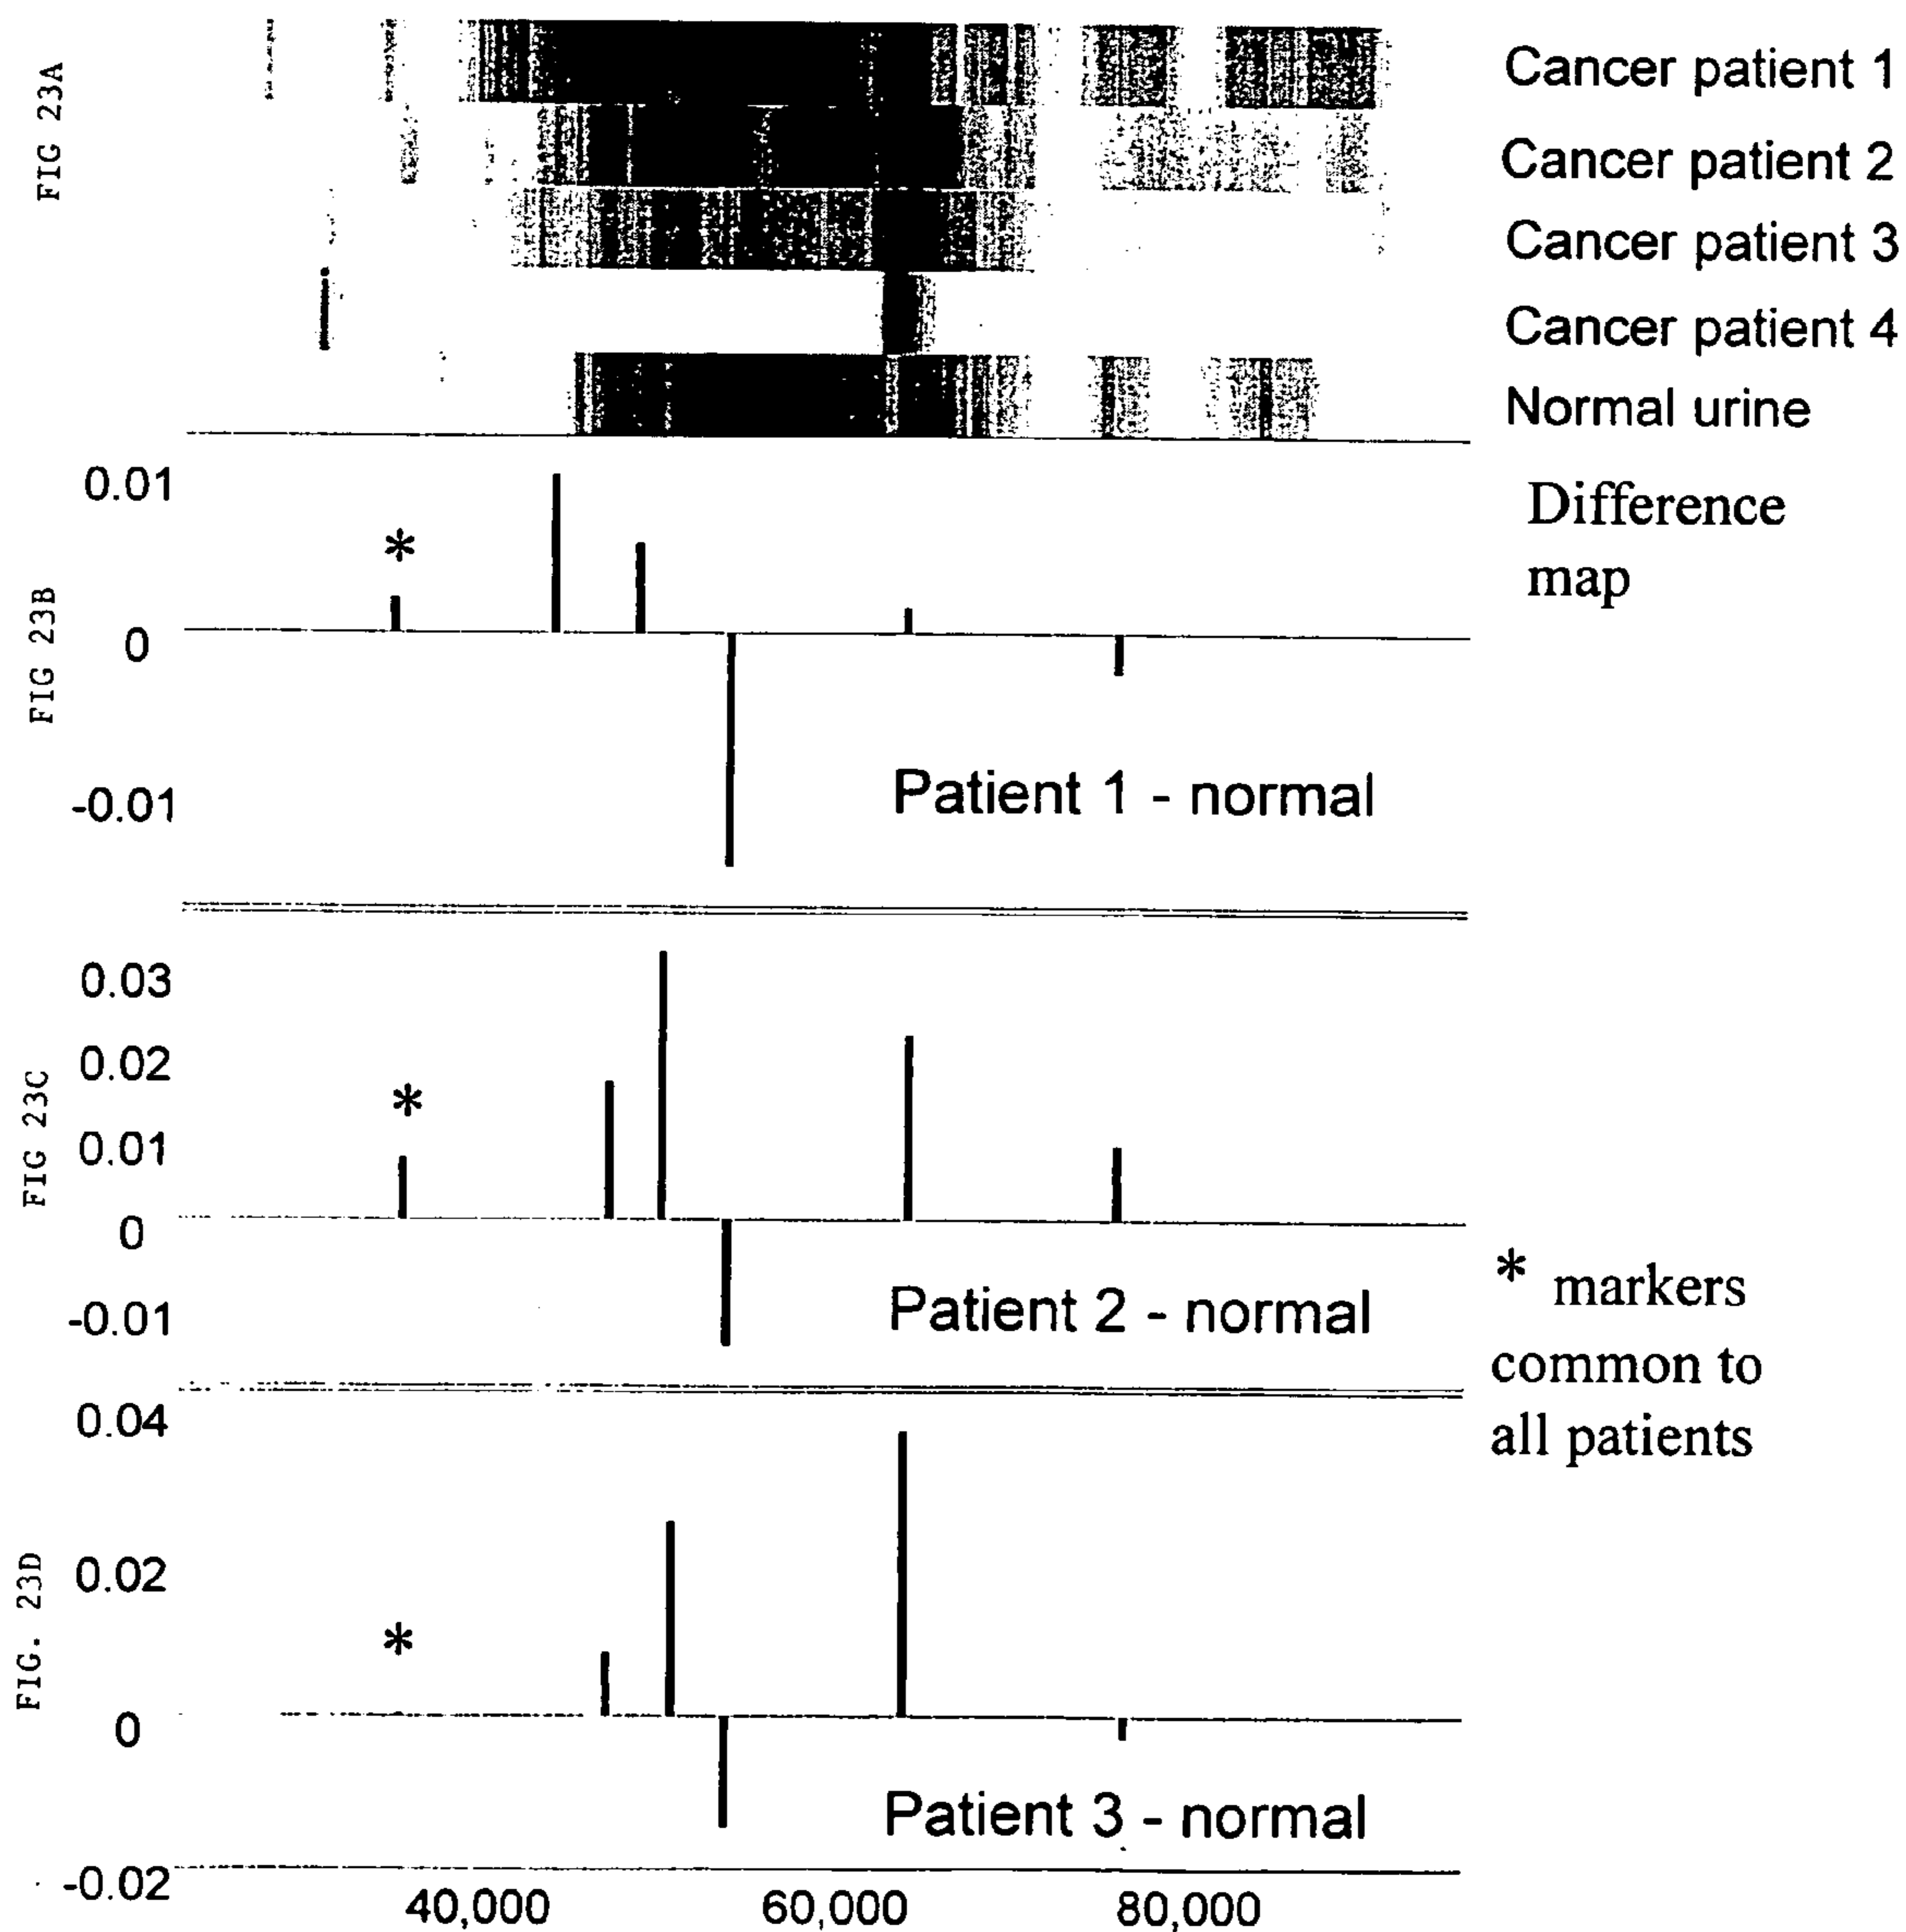 FIG 23A
Cancer patient 1
Cancer patient 2
Cancer patient 3
Cancer patient 4
Normal urine
Difference
map
FIG 23B
0.01
0
-0.01
*
Patient 1 - normal
FIG 23C
0.03
0.02
0.01
0
-0.01
*
Patient 2 - normal
* markers
common to
all patients
FIG. 23D
0.04
0.02
0
-0.02
*
Patient 3 - normal
40,000
60,000
80,000